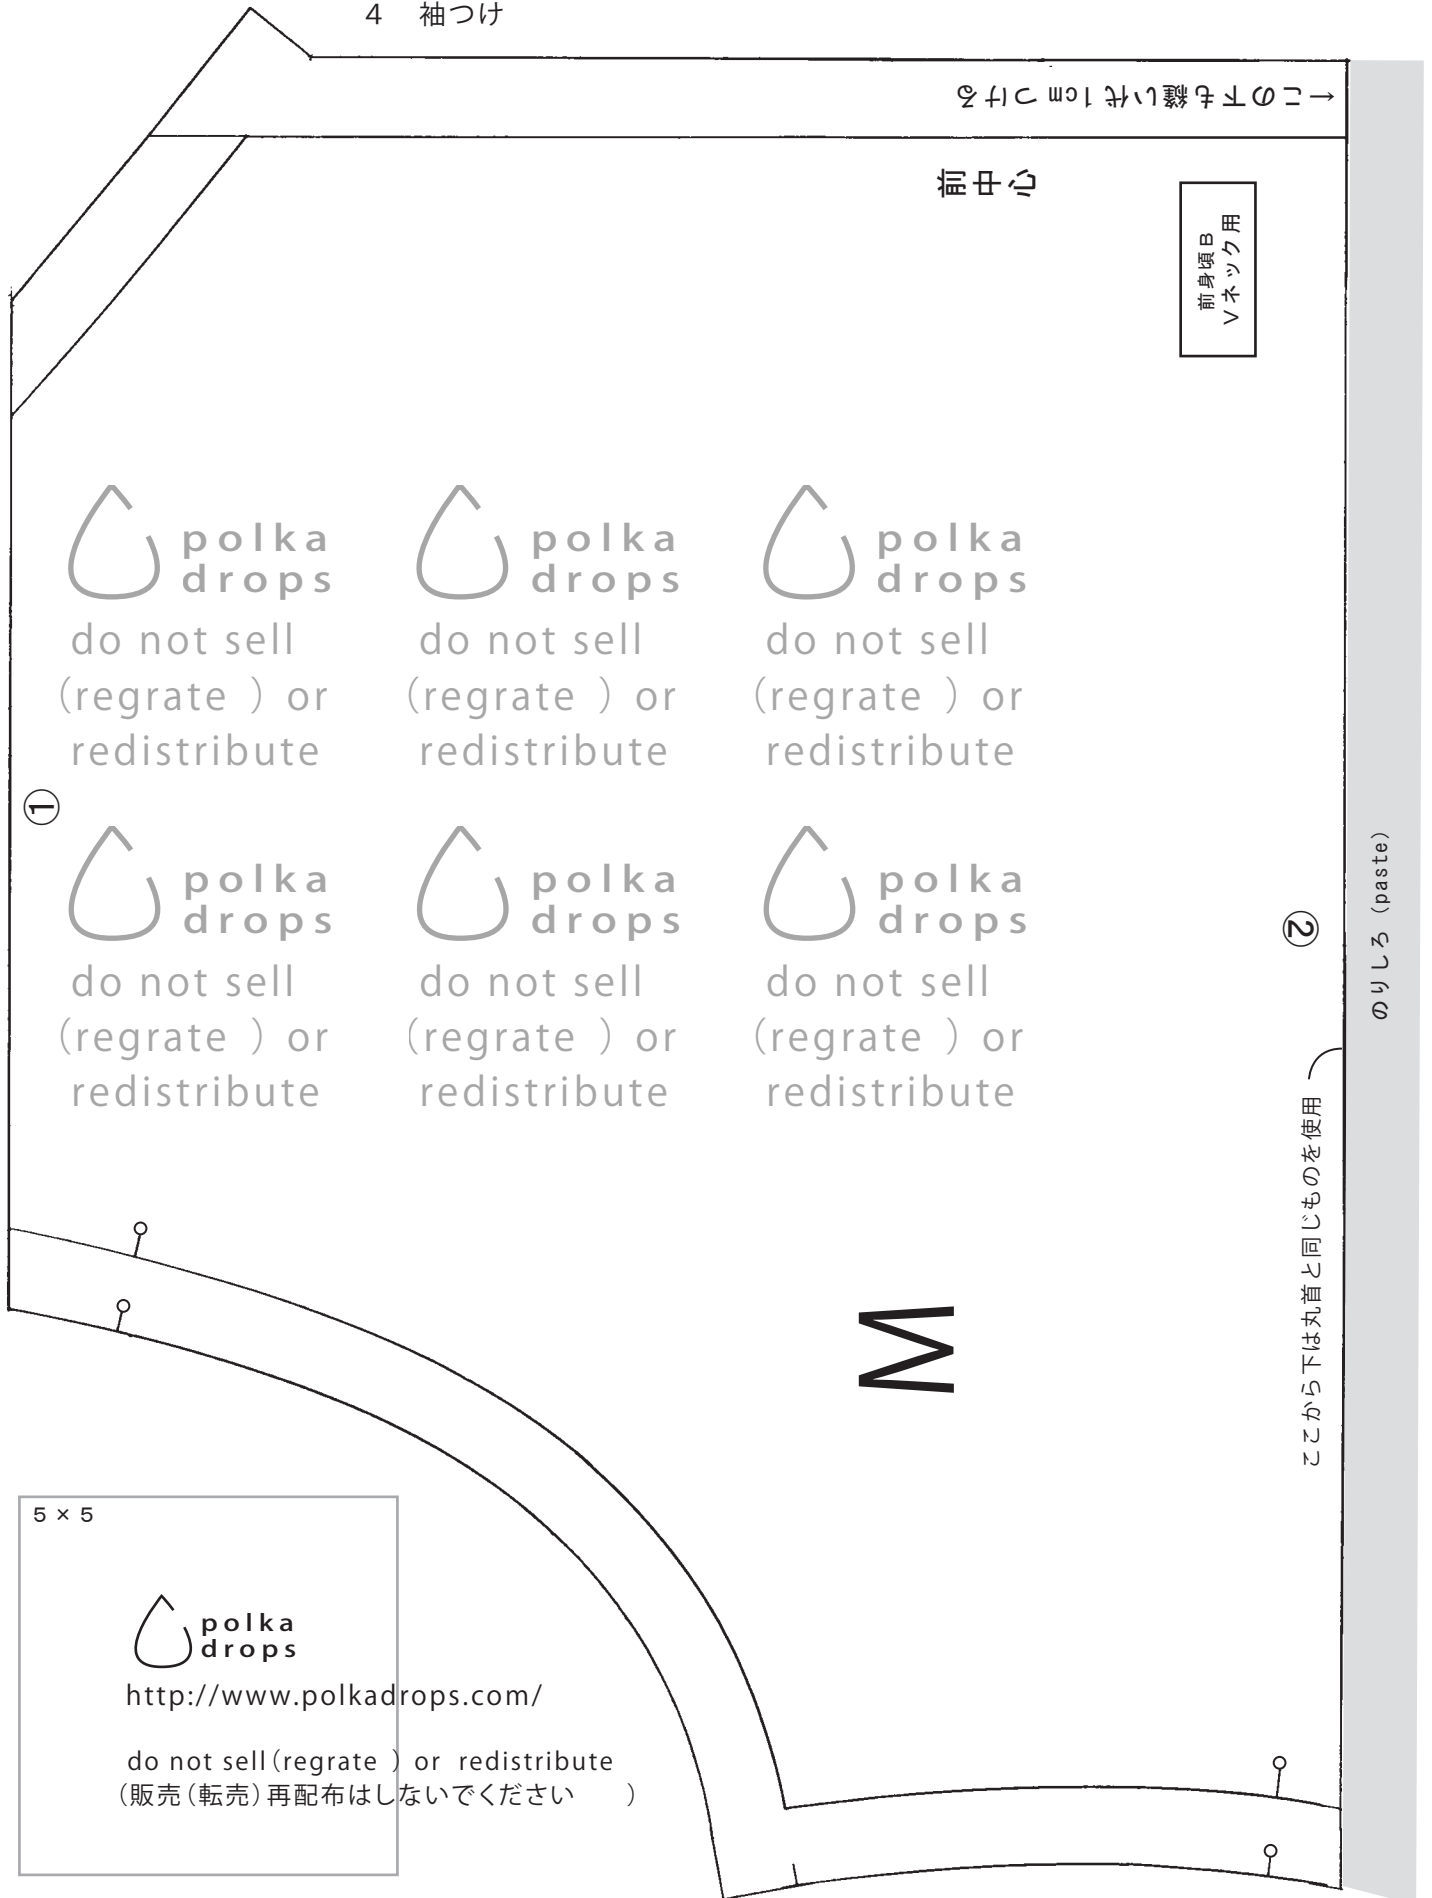 4 袖つけ
←この下も縫い代1cmつける
前中心
前身頃B
Vネック用
polka
drops
do not sell
(regrate ) or
redistribute
polka
drops
do not sell
(regrate ) or
redistribute
polka
drops
do not sell
(regrate ) or
redistribute
①
polka
drops
do not sell
(regrate ) or
redistribute
polka
drops
do not sell
(regrate ) or
redistribute
polka
drops
do not sell
(regrate ) or
redistribute
②
のりしろ (paste)
ここから下は丸首と同じものを使用
M
5×5
polka
drops
http://www.polkadrops.com/
do not sell(regrate ) or redistribute
(販売(転売)再配布はしないでください )